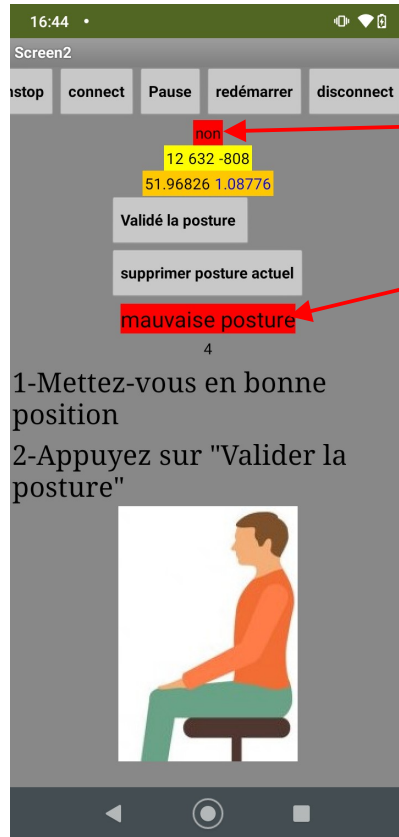 16:44
Screen2
nstop connect Pause redémarrer disconnect
non
12 632 -808
51.96826 1.08776
Validé la posture
supprimer posture actuel
mauvaise posture
4
1-Mettez-vous en bonne
position
2-Appuyez sur "Valider la
posture"